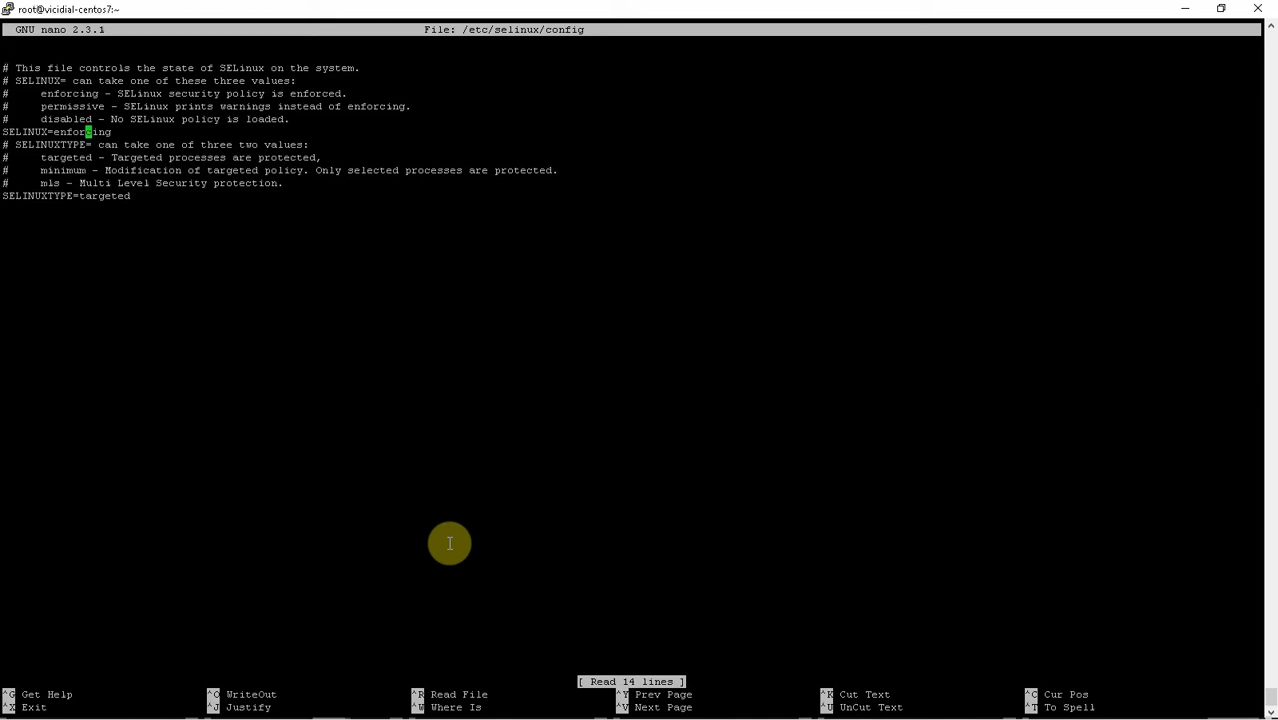 root@vicidial-centos7:~
GNU nano 2.3.1 File: /etc/selinux/config
# This file controls the state of SELinux on the system.
# SELINUX= can take one of these three values:
# enforcing - SELinux security policy is enforced.
# permissive - SELinux prints warnings instead of enforcing.
# disabled - No SELinux policy is loaded.
SELINUX=enforcing
# SELINUXTYPE= can take one of three two values:
# targeted - Targeted processes are protected,
# minimum - Modification of targeted policy. Only selected processes are protected.
# mls - Multi Level Security protection.
SELINUXTYPE=targeted
[ Read 14 lines ]
^G Get Help ^O WriteOut ^R Read File ^Y Prev Page ^K Cut Text ^C Cur Pos
^X Exit ^J Justify ^W Where Is ^V Next Page ^U UnCut Text ^T To Spell